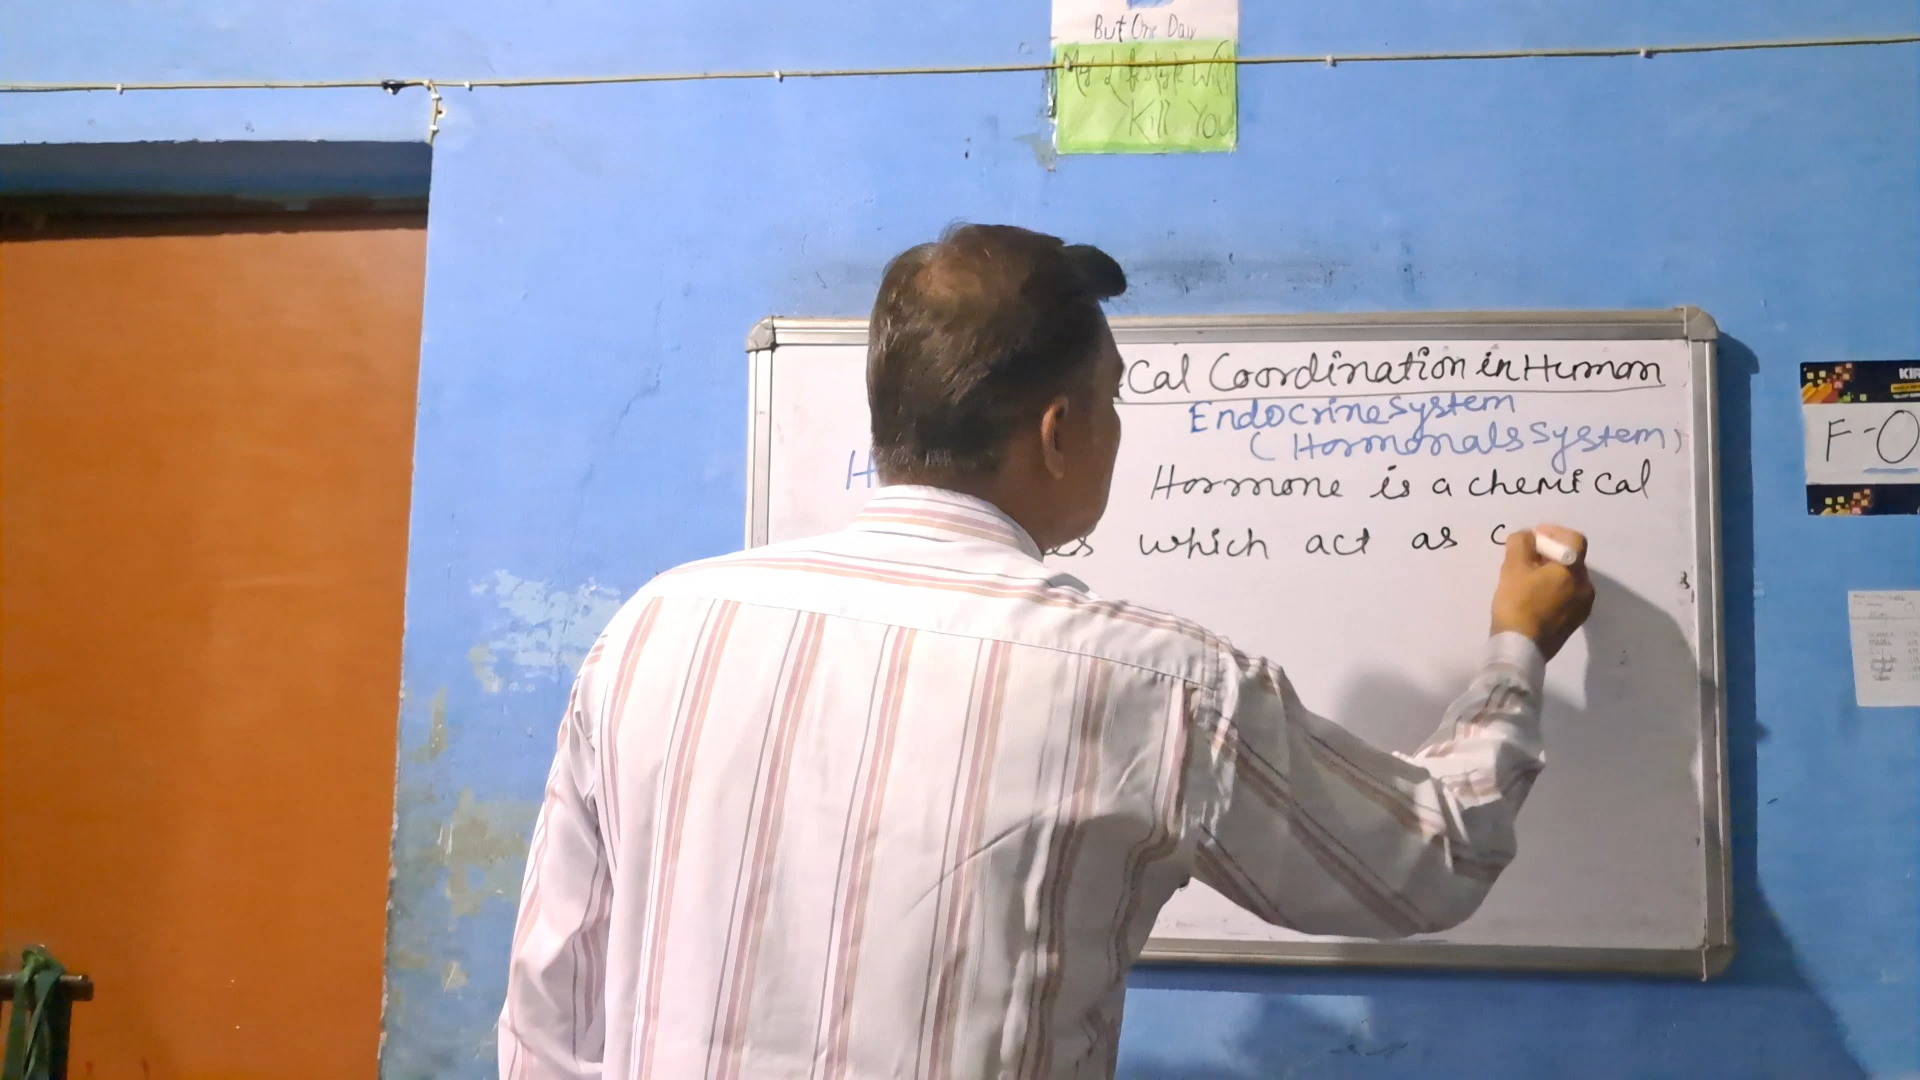 But One Day
My Lifestyle Will
Kill You
Cal Coordination in Human
Endocrine system
(Hormonals system)
H
Hormone is a chemical
which act as
F-O
KIR